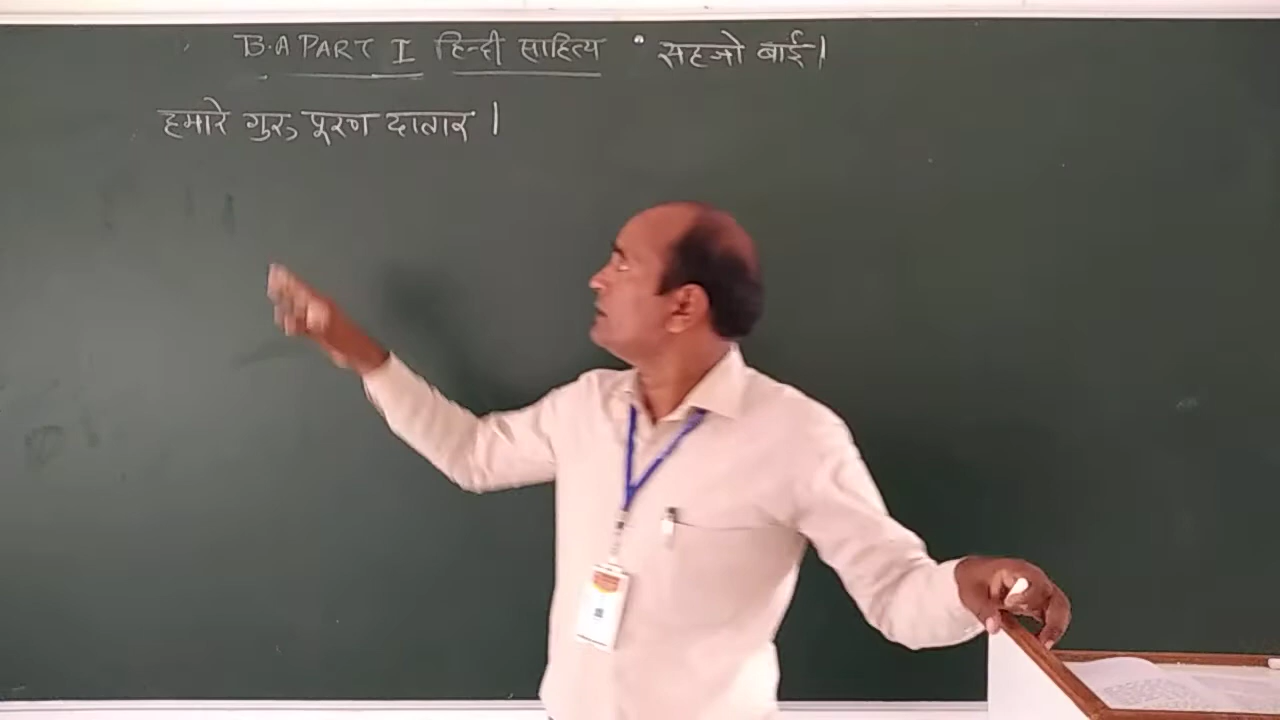 B.A PART I हिन्दी साहित्य • सहजो बाई।
हमारे गुरु पूरण दातार।